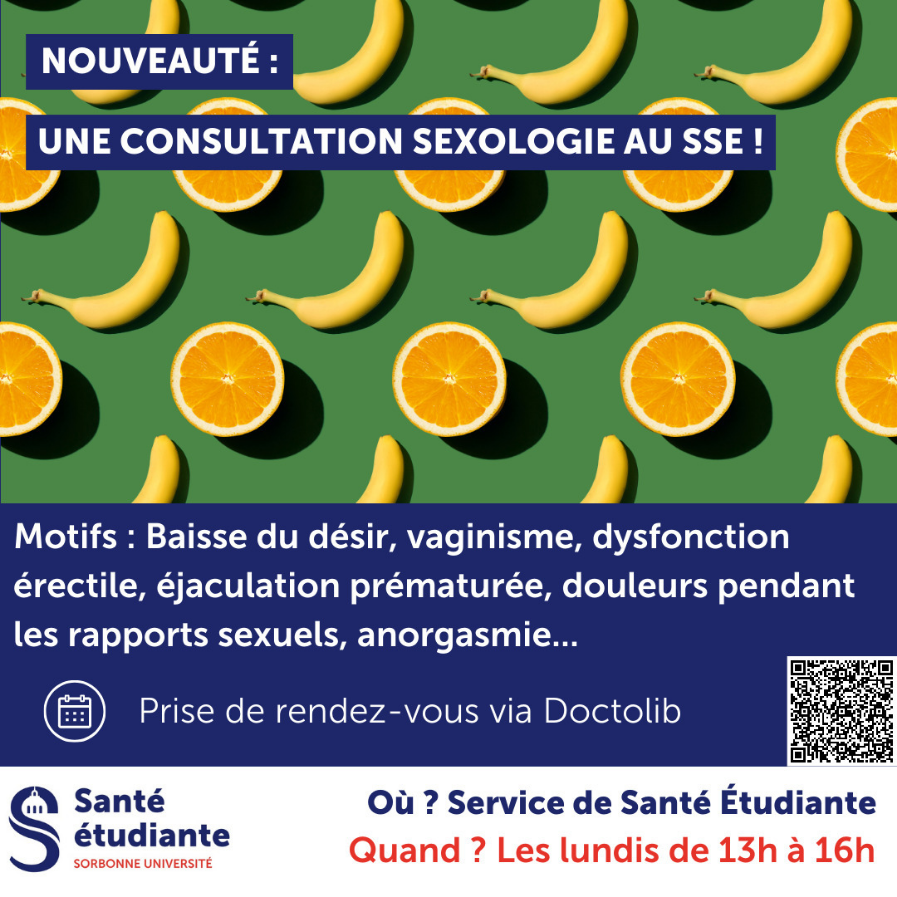 NOUVEAUTÉ :
UNE CONSULTATION SEXOLOGIE AU SSE !
Motifs : Baisse du désir, vaginisme, dysfonction
érectile, éjaculation prématurée, douleurs pendant
les rapports sexuels, anorgasmie...
Prise de rendez-vous via Doctolib
Santé
étudiante
SORBONNE UNIVERSITÉ
Où ? Service de Santé Étudiante
Quand ? Les lundis de 13h à 16h